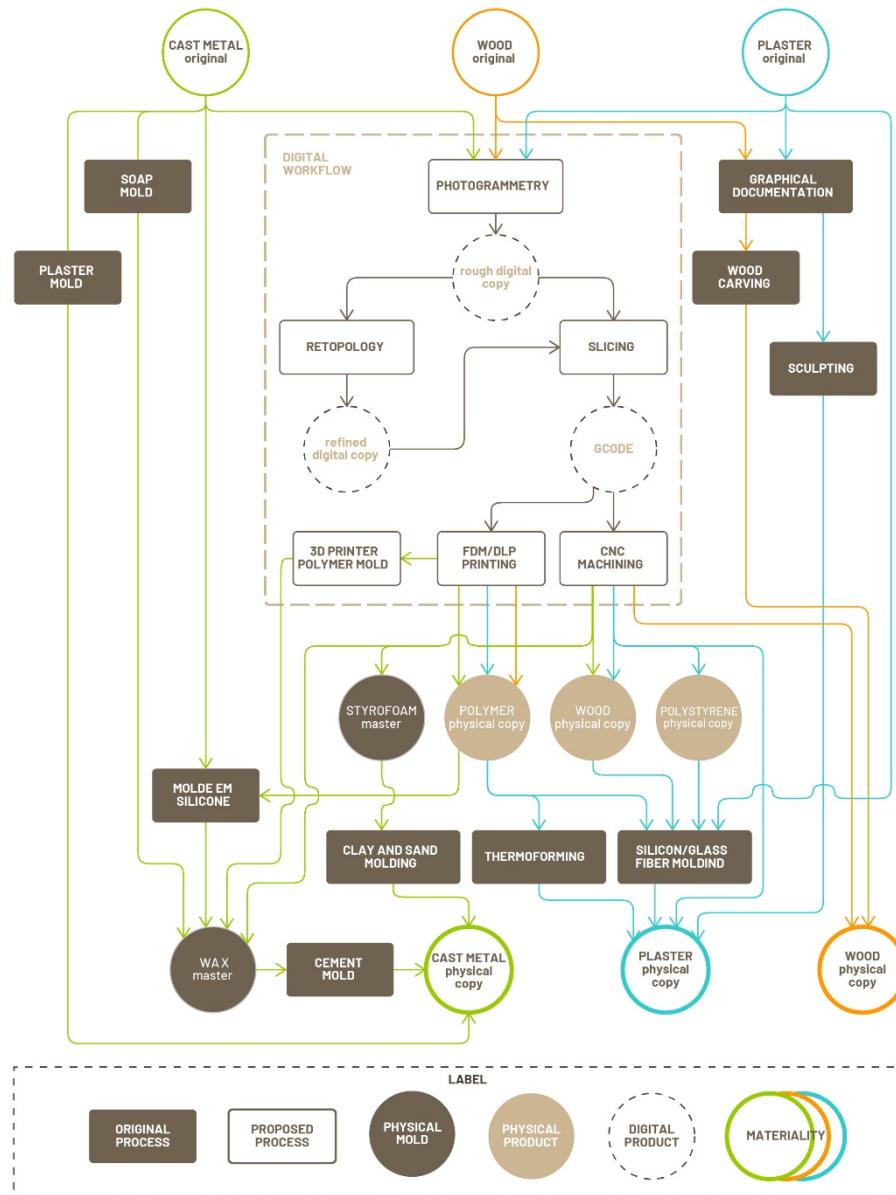 CAST METAL
original
WOOD
original
PLASTER
original
DIGITAL
WORKFLOW
PHOTOGRAMMETRY
SOAP
MOLD
GRAPHICAL
DOCUMENTATION
PLASTER
MOLD
rough digital
copy
WOOD
CARVING
RETOPOLOGY
SLICING
SCULPTING
refined
digital copy
GCODE
3D PRINTER
POLYMER MOLD
FDM/DLP
PRINTING
CNC
MACHINING
STYROFOAM
master
POLYMER
physical copy
WOOD
physical copy
POLYSTYRENE
physical copy
MOLDE EM
SILICONE
CLAY AND SAND
MOLDING
THERMOFORMING
SILICON/GLASS
FIBER MOLDIND
WAX
master
CEMENT
MOLD
CAST METAL
physical
copy
PLASTER
physical
copy
WOOD
physical
copy
LABEL
ORIGINAL
PROCESS
PROPOSED
PROCESS
PHYSICAL
MOLD
PHYSICAL
PRODUCT
DIGITAL
PRODUCT
MATERIALITY